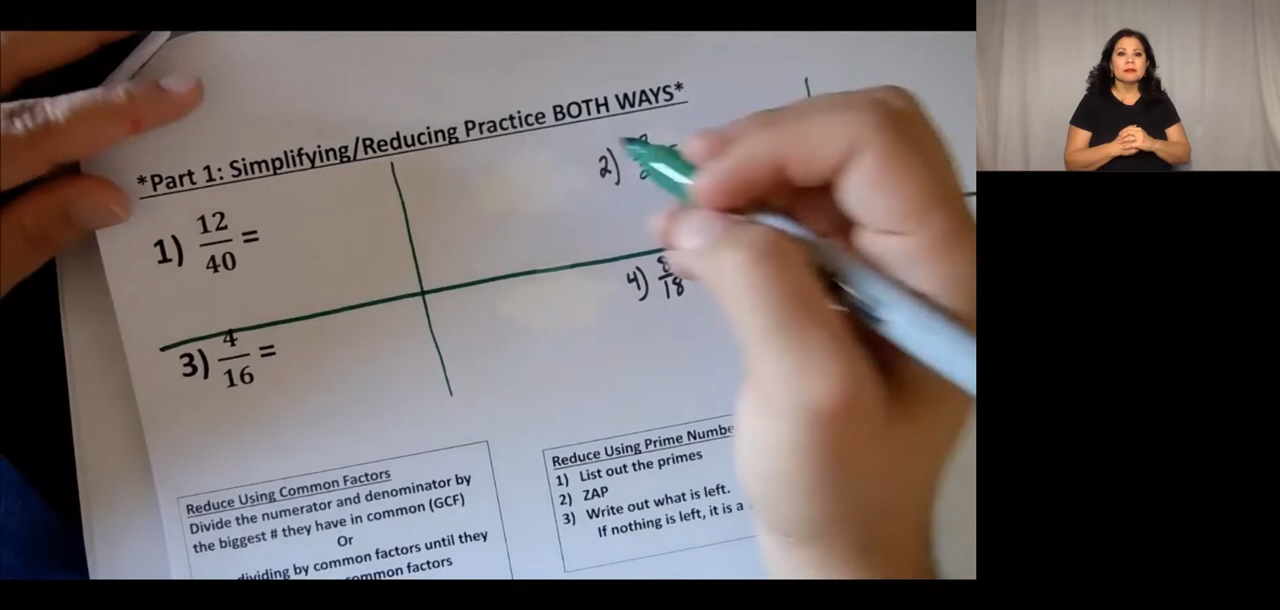 *Part 1: Simplifying/Reducing Practice BOTH WAYS*
1) 12/40 =
2)
3) 4/16 =
4) 8/18
Reduce Using Common Factors
Divide the numerator and denominator by
the biggest # they have in common (GCF)
Or
dividing by common factors until they
common factors
Reduce Using Prime
1) List out the primes
2) ZAP
3) Write out what is left.
If nothing is left, it is a